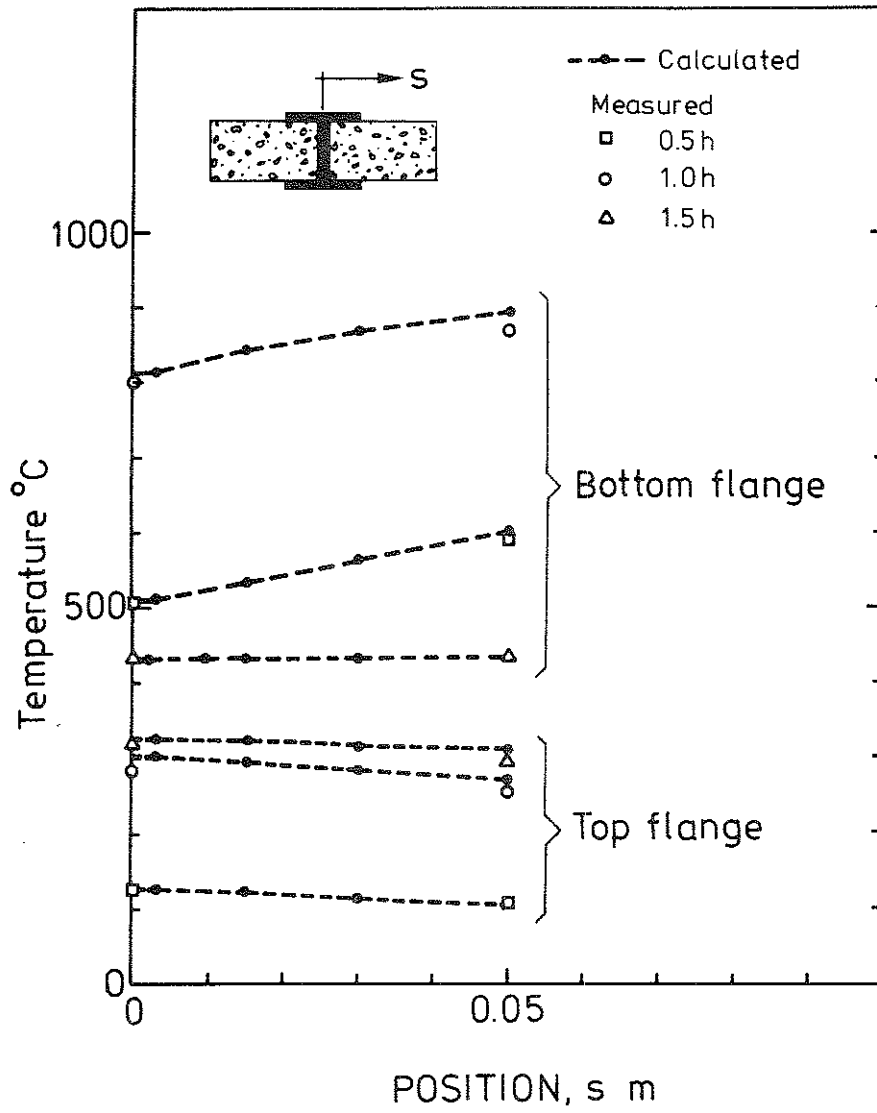 S
Calculated
Measured
0.5 h
1.0 h
1.5 h
1000
500
0
Temperature °C
Bottom flange
Top flange
0
0.05
POSITION, s m